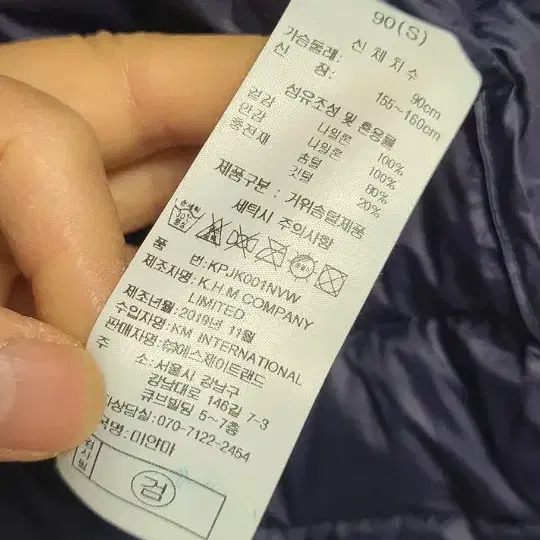 90(S)
신 체 치 수
가슴둘레: 90cm
신 장: 155~160cm
섬유조성 및 혼용률
겉감 나일론 100%
안감 나일론 100%
충전재 솜털 80%
깃털 20%
제품구분 : 거위솜털제품
세탁시 주의사항
손세탁
품 번: KPJK001NVW
제조자명: K.H.M COMPANY
LIMITED
제조년월: 2019년 11월
수입자명: KM INTERNATIONAL
판매자명: ㈜에스제이트랜드
주 소: 서울시 강남구
강남대로 146길 7-3
큐브빌딩 5~7층
자상담실: 070-7122-2454
국명: 미얀마
검